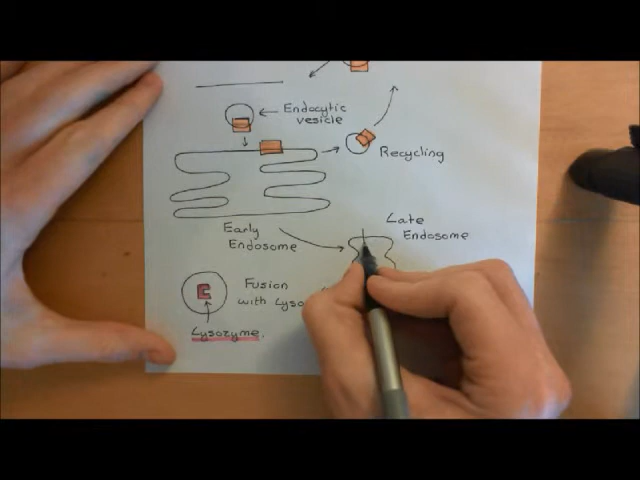 Endocytic
vesicle
Recycling
Late
Endosome
Early
Endosome
Fusion
with
Lysozyme.